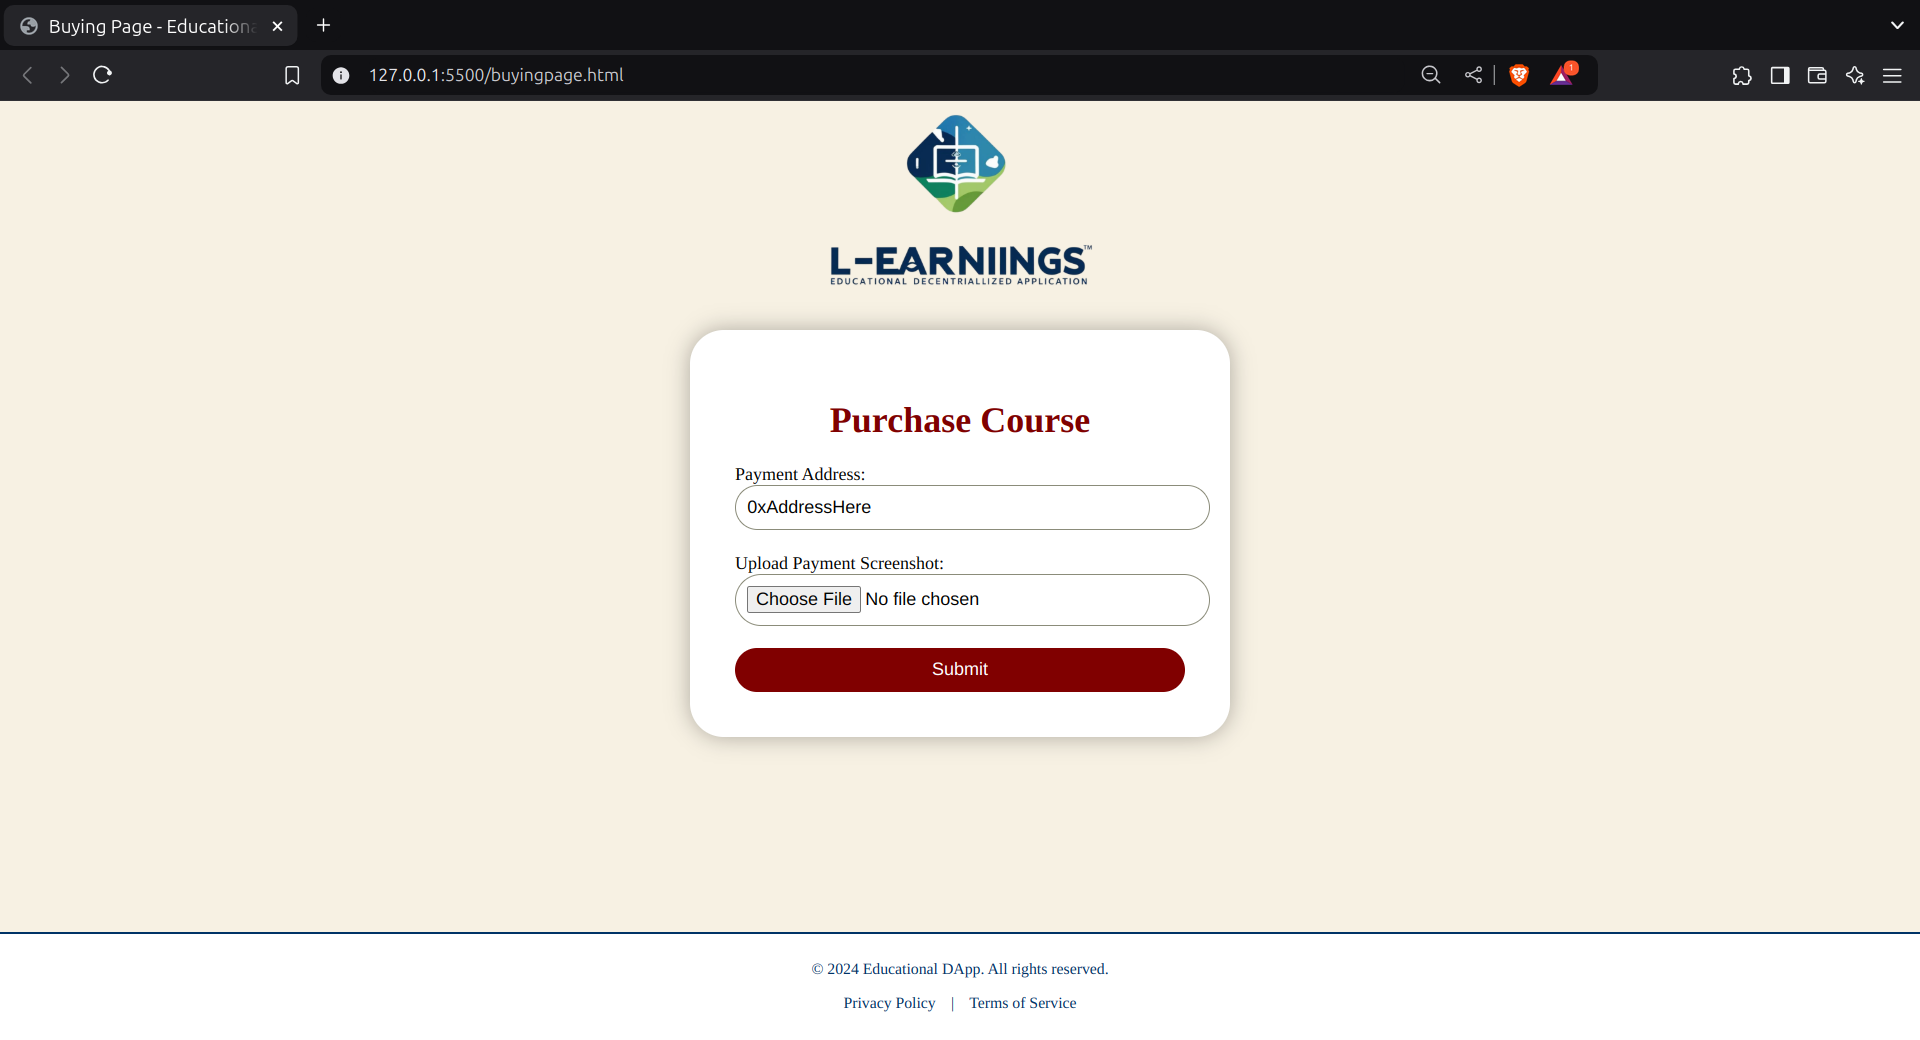 Buying Page - Educationa
127.0.0.1:5500/buyingpage.html
1
L-EARNIINGS™
EDUCATIONAL DECENTRIALLIZED APPLICATION
Purchase Course
Payment Address:
0xAddressHere
Upload Payment Screenshot:
Choose File No file chosen
Submit
© 2024 Educational DApp. All rights reserved.
Privacy Policy | Terms of Service